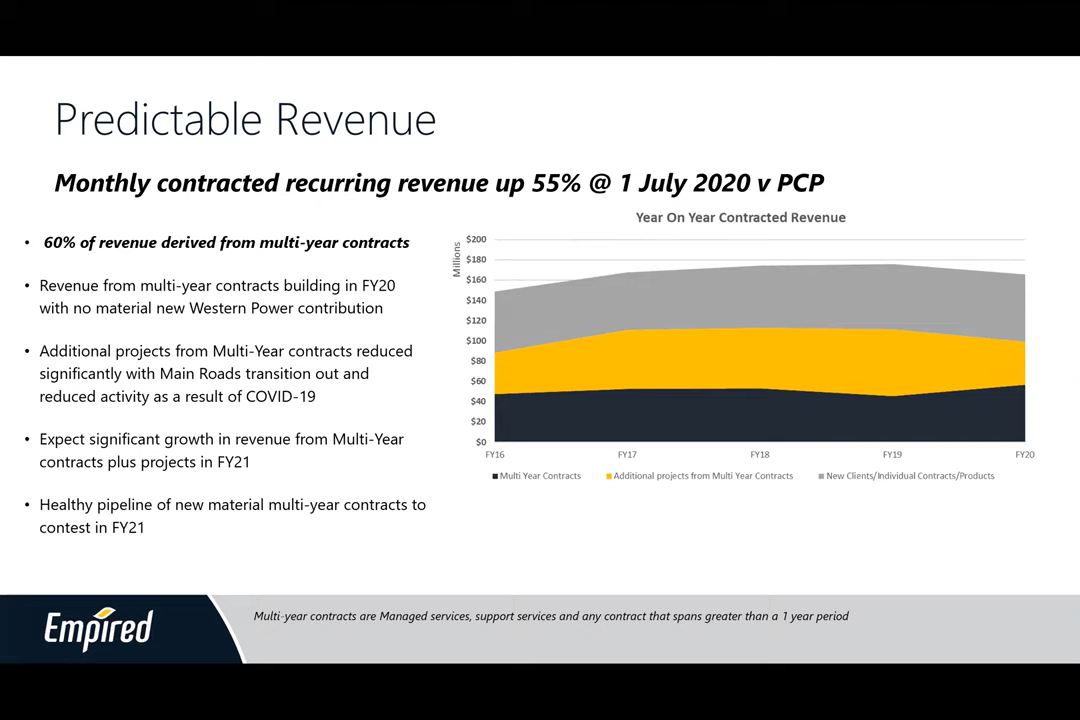 Predictable Revenue
Monthly contracted recurring revenue up 55% @ 1 July 2020 v PCP
• 60% of revenue derived from multi-year contracts
• Revenue from multi-year contracts building in FY20
with no material new Western Power contribution
• Additional projects from Multi-Year contracts reduced
significantly with Main Roads transition out and
reduced activity as a result of COVID-19
• Expect significant growth in revenue from Multi-Year
contracts plus projects in FY21
• Healthy pipeline of new material multi-year contracts to
contest in FY21
Year On Year Contracted Revenue
Millions
$200
$180
$160
$140
$120
$100
$80
$60
$40
$20
$0
FY16 FY17 FY18 FY19 FY20
Multi Year Contracts Additional projects from Multi Year Contracts New Clients/Individual Contracts/Products
Empired
Multi-year contracts are Managed services, support services and any contract that spans greater than a 1 year period